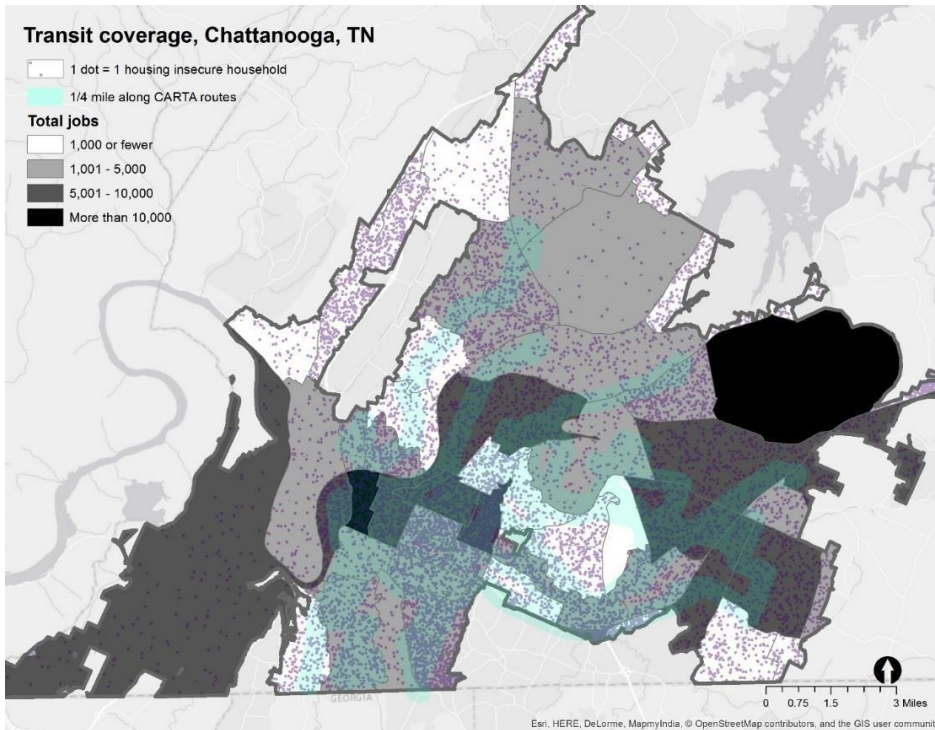 Transit coverage, Chattanooga, TN
1 dot = 1 housing insecure household
1/4 mile along CARTA routes
Total jobs
1,000 or fewer
1,001 - 5,000
5,001 - 10,000
More than 10,000
GEORGIA
0 0.75 1.5 3 Miles
Esri, HERE, DeLorme, MapmyIndia, © OpenStreetMap contributors, and the GIS user communit